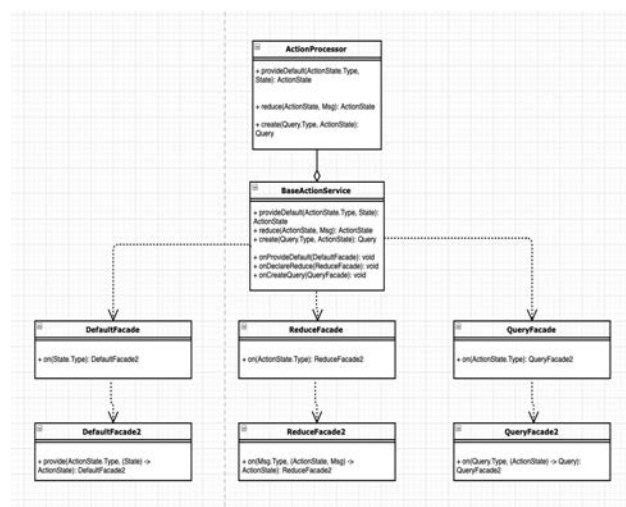 ActionProcessor
+ provideDefault(ActionState.Type,
State): ActionState
+ reduce(ActionState, Msg): ActionState
+ create(Query.Type, ActionState):
Query
BaseActionService
+ provideDefault(ActionState.Type, State):
ActionState
+ reduce(ActionState, Msg): ActionState
+ create(Query.Type, ActionState): Query
+ onProvideDefault(DefaultFacade): void
+ onDeclareReduce(ReduceFacade): void
+ onCreateQuery(QueryFacade): void
DefaultFacade
+ on(State.Type): DefaultFacade2
ReduceFacade
+ on(ActionState.Type): ReduceFacade2
QueryFacade
+ on(ActionState.Type): QueryFacade2
DefaultFacade2
+ provide(ActionState.Type, (State) ->
ActionState): DefaultFacade2
ReduceFacade2
+ on(Msg.Type, (ActionState, Msg) ->
ActionState): ReduceFacade2
QueryFacade2
+ on(Query.Type, (ActionState) -> Query):
QueryFacade2